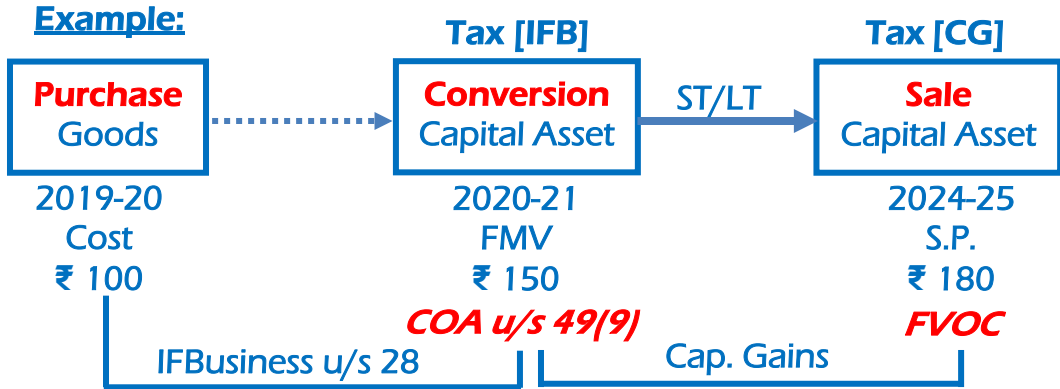 Example:
Tax [IFB]
Tax [CG]
Purchase
Goods
Conversion
Capital Asset
ST/LT
Sale
Capital Asset
2019-20
Cost
₹ 100
2020-21
FMV
₹ 150
COA u/s 49(9)
2024-25
S.P.
₹ 180
FVOC
IFBusiness u/s 28
Cap. Gains